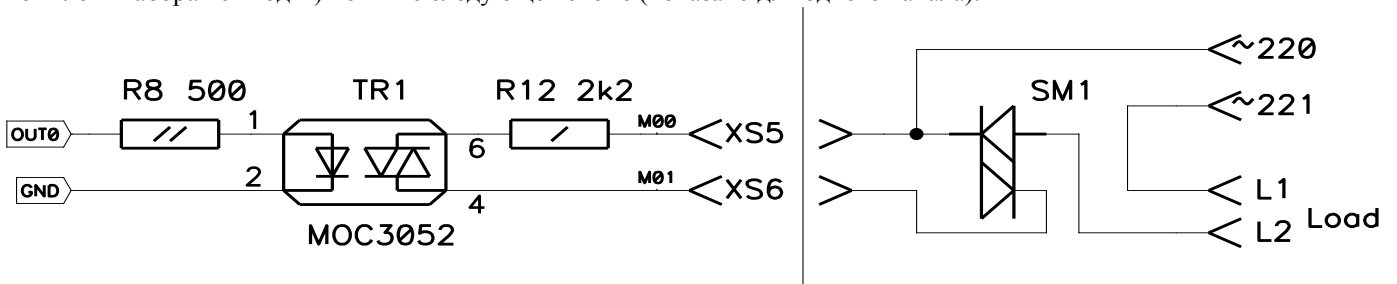 R8 500
TR1
R12 2k2
SM1
~220
~221
OUT0
1
6
M00
XS5
GND
2
4
M01
XS6
L1
L2
Load
MOC3052